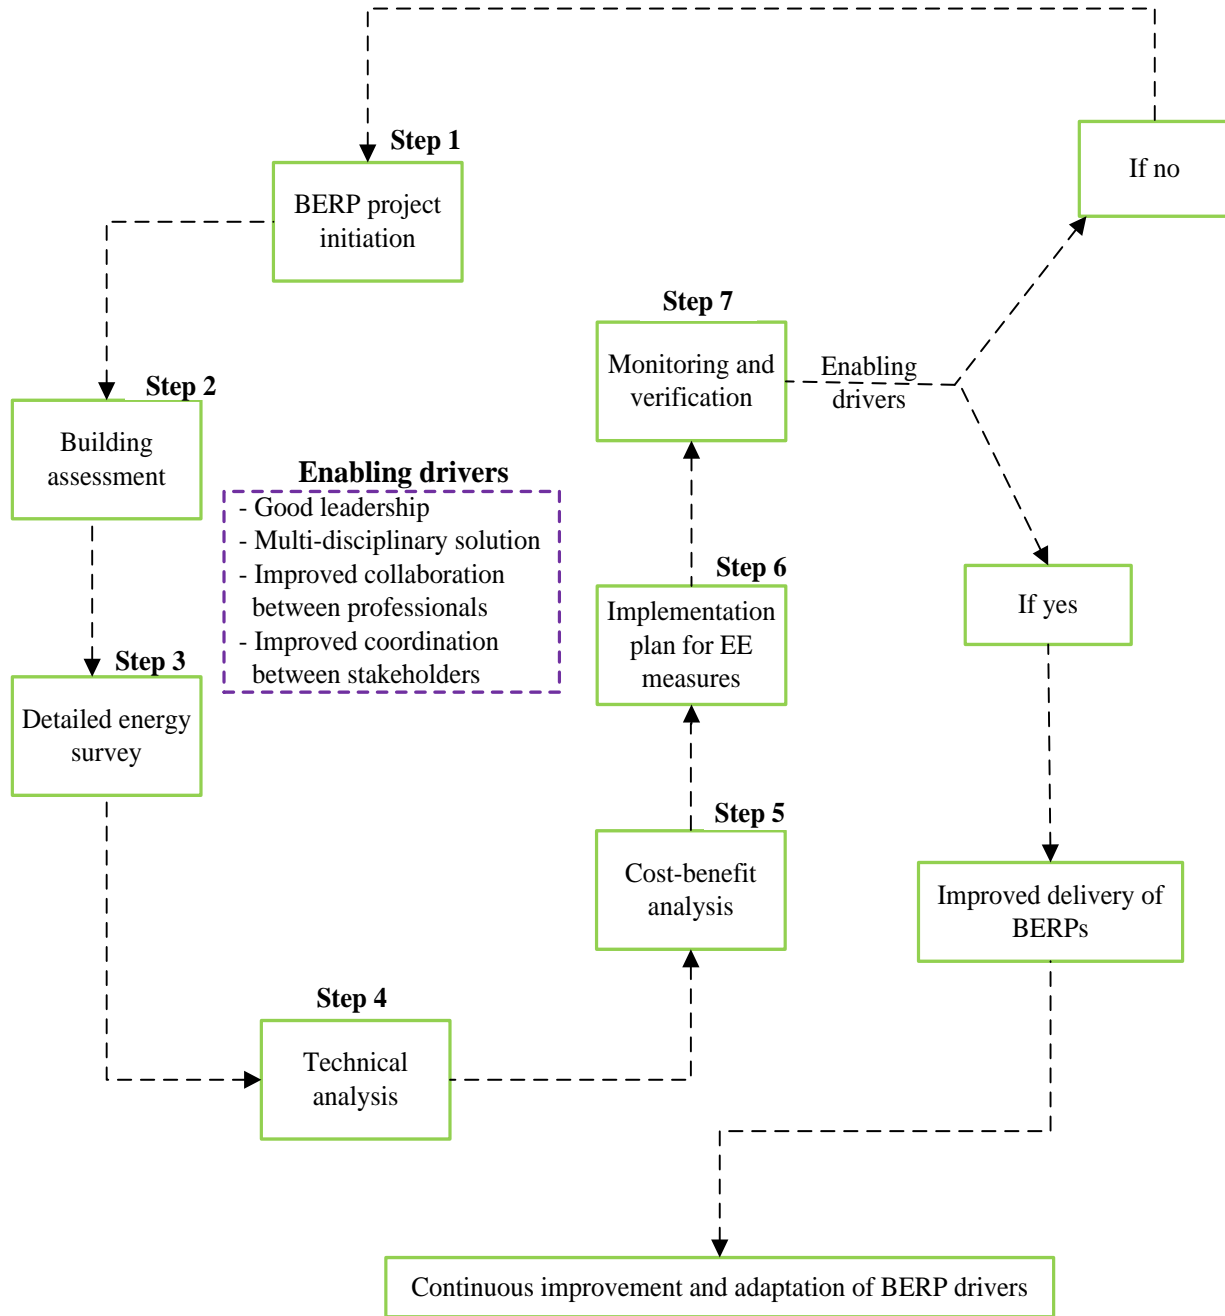 Step 1
BERP project
initiation
If no
Step 2
Building
assessment
Enabling drivers
- Good leadership
- Multi-disciplinary solution
- Improved collaboration
between professionals
- Improved coordination
between stakeholders
Step 3
Detailed energy
survey
Step 4
Technical
analysis
Step 5
Cost-benefit
analysis
Step 6
Implementation
plan for EE
measures
Step 7
Monitoring and
verification
Enabling
drivers
If yes
Improved delivery of
BERPs
Continuous improvement and adaptation of BERP drivers